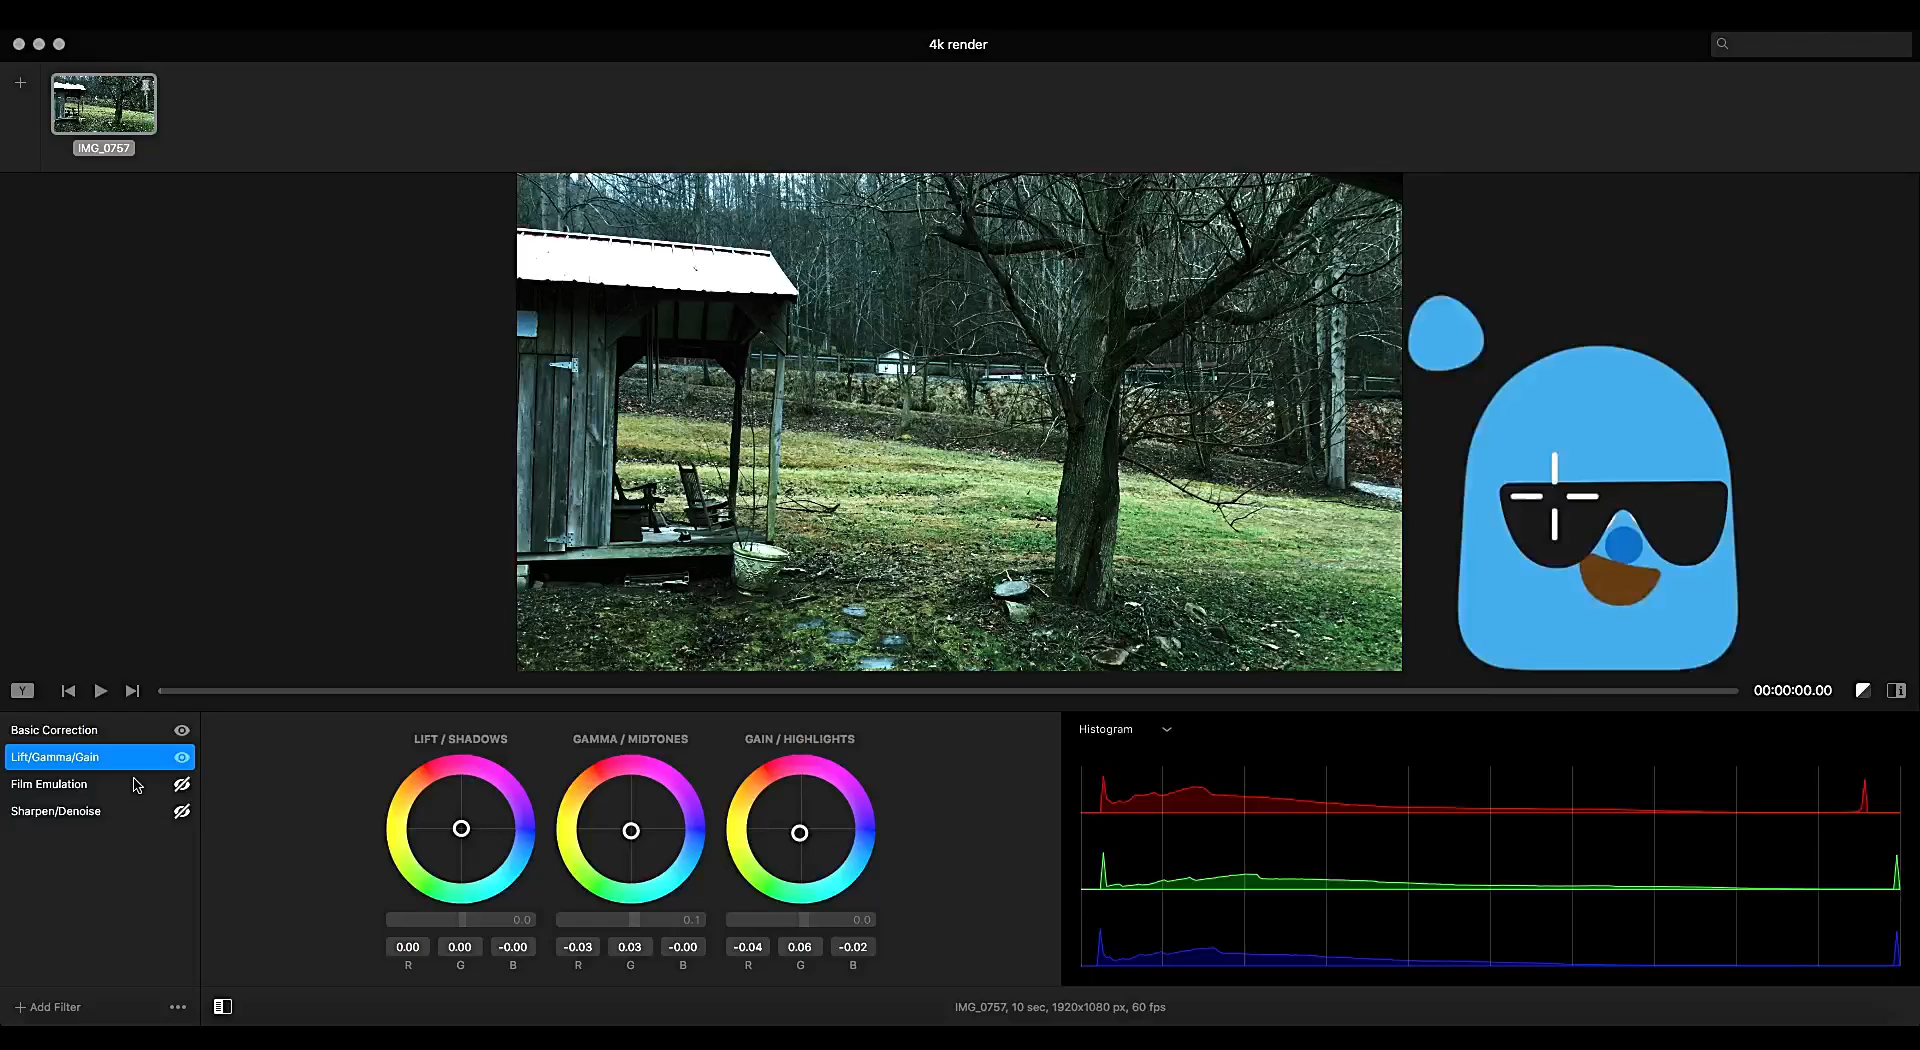 4k render
IMG_0757
Y
00:00:00.00
Basic Correction
Lift/Gamma/Gain
Film Emulation
Sharpen/Denoise
LIFT / SHADOWS
GAMMA / MIDTONES
GAIN / HIGHLIGHTS
0.0
0.1
0.0
0.00 0.00 -0.00
-0.03 0.03 -0.00
-0.04 0.06 -0.02
R G B
R G B
R G B
Histogram
+ Add Filter
IMG_0757, 10 sec, 1920x1080 px, 60 fps